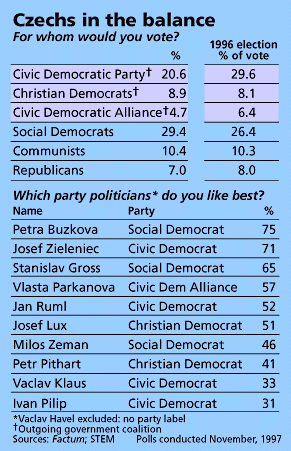 Czechs in the balance
For whom would you vote?
% 1996 election % of vote
Civic Democratic Party† 20.6 29.6
Christian Democrats† 8.9 8.1
Civic Democratic Alliance† 4.7 6.4
Social Democrats 29.4 26.4
Communists 10.4 10.3
Republicans 7.0 8.0
Which party politicians* do you like best?
Name Party %
Petra Buzkova Social Democrat 75
Josef Zieleniec Civic Democrat 71
Stanislav Gross Social Democrat 65
Vlasta Parkanova Civic Dem Alliance 57
Jan Ruml Civic Democrat 52
Josef Lux Christian Democrat 51
Milos Zeman Social Democrat 46
Petr Pithart Christian Democrat 41
Vaclav Klaus Civic Democrat 33
Ivan Pilip Civic Democrat 31
*Vaclav Havel excluded: no party label
†Outgoing government coalition
Sources: Factum; STEM Polls conducted November, 1997